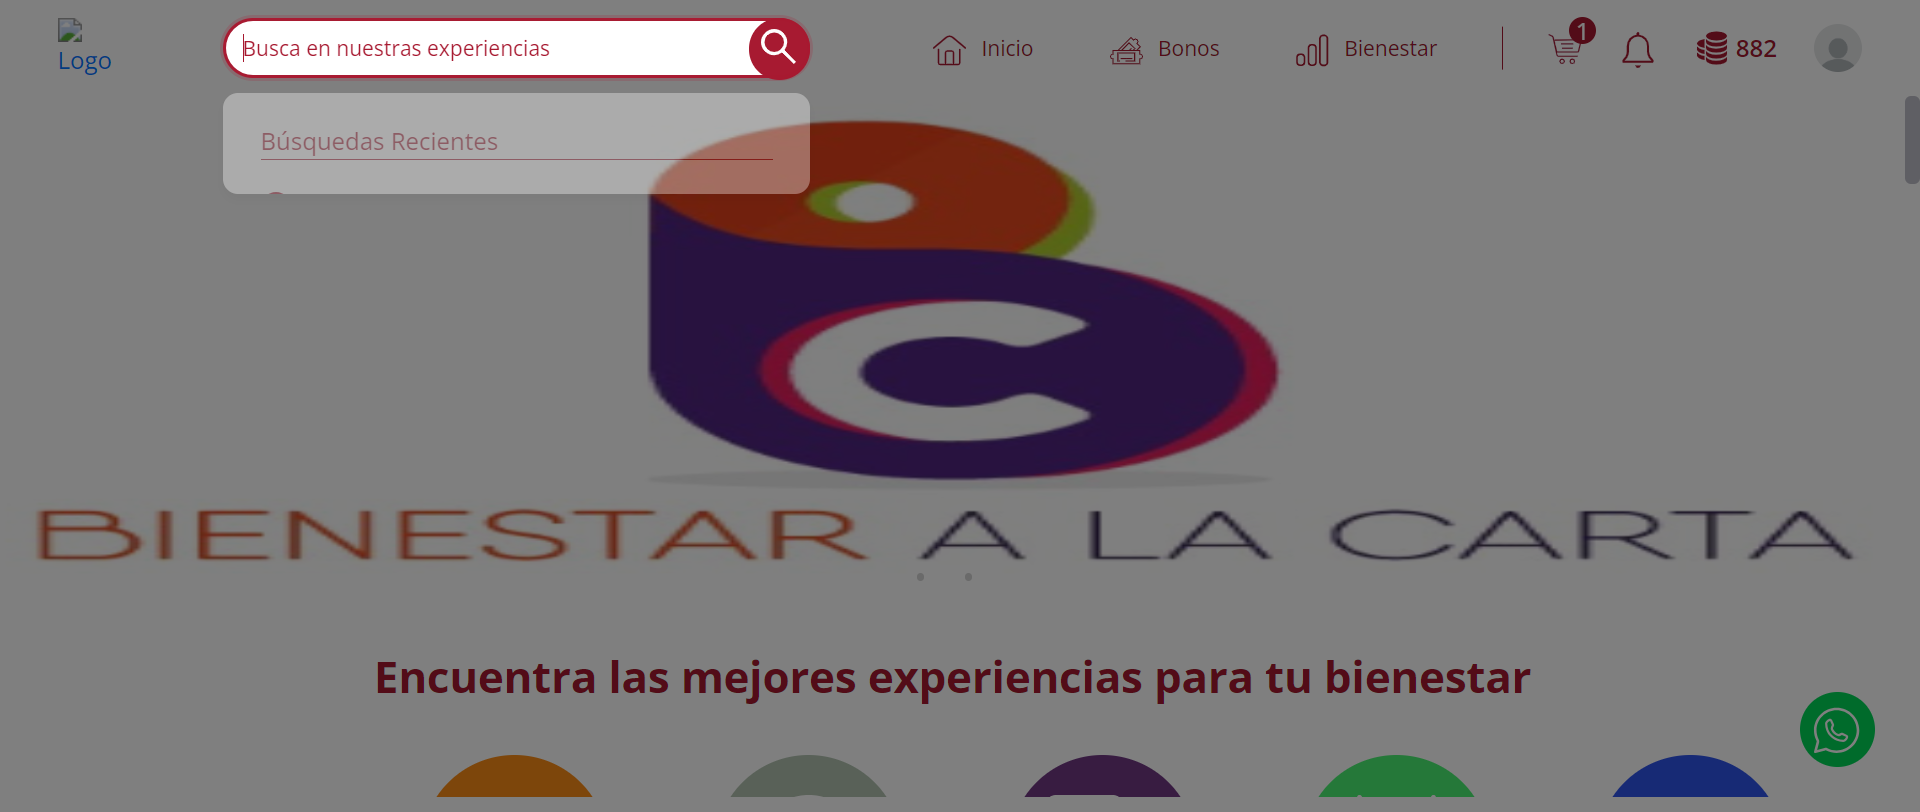 Logo
Busca en nuestras experiencias
Inicio
Bonos
Bienestar
1
882
Búsquedas Recientes
BIENESTAR A LA CARTA
Encuentra las mejores experiencias para tu bienestar